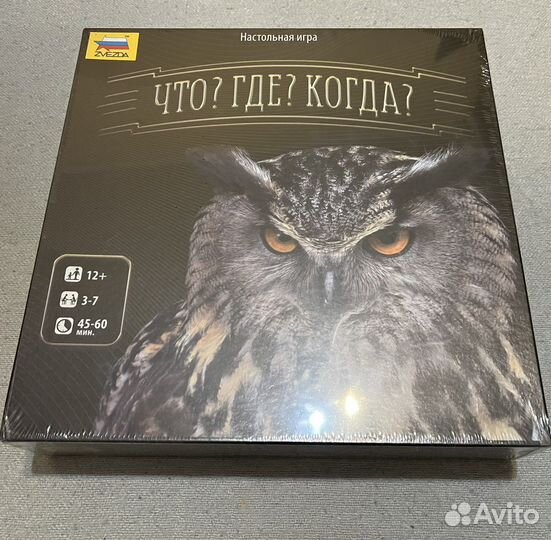 ZVEZDA
Настольная игра
ЧТО? ГДЕ? КОГДА?
12+
3-7
45-60
мин.
Avito